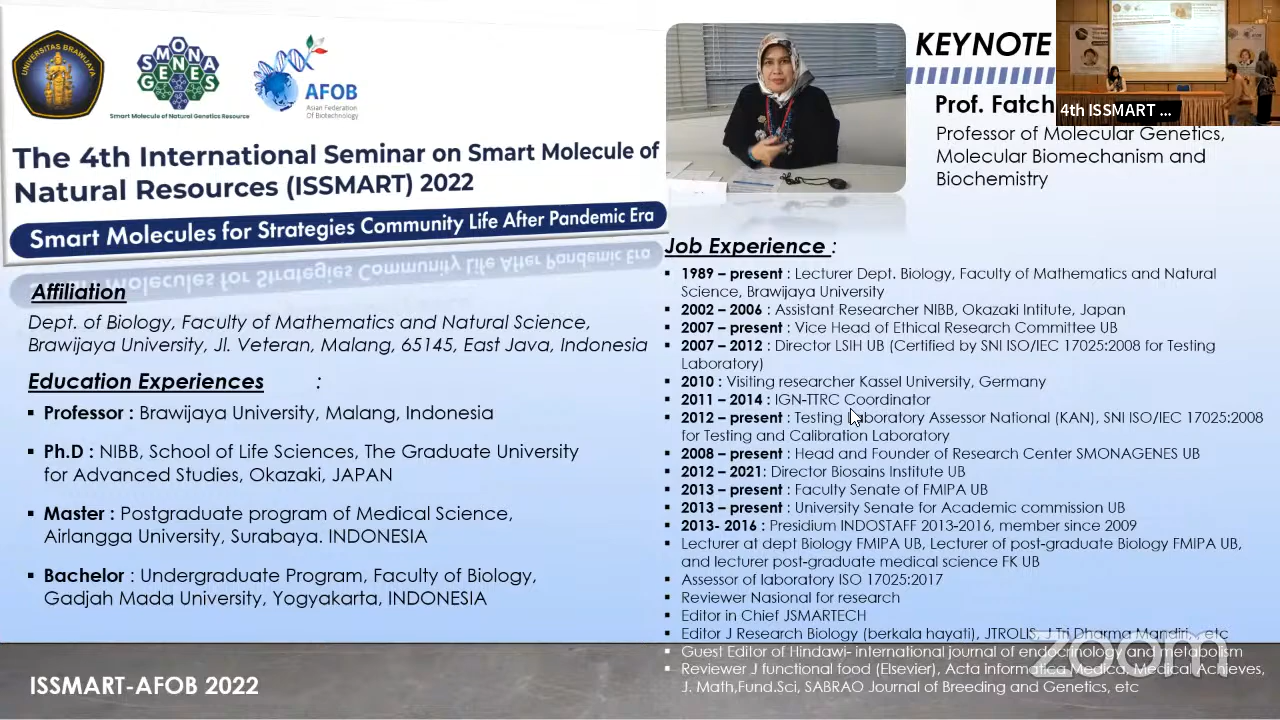 UNIVERSITAS BRAWIJAYA
SMONAGENES
Smart Molecule of Natural Genetics Resource
AFOB
Asian Federation
Of Biotechnology
The 4th International Seminar on Smart Molecule of
Natural Resources (ISSMART) 2022
Smart Molecules for Strategies Community Life After Pandemic Era
Affiliation
Dept. of Biology, Faculty of Mathematics and Natural Science,
Brawijaya University, Jl. Veteran, Malang, 65145, East Java, Indonesia
Education Experiences :
▪ Professor : Brawijaya University, Malang, Indonesia
▪ Ph.D : NIBB, School of Life Sciences, The Graduate University
for Advanced Studies, Okazaki, JAPAN
▪ Master : Postgraduate program of Medical Science,
Airlangga University, Surabaya. INDONESIA
▪ Bachelor : Undergraduate Program, Faculty of Biology,
Gadjah Mada University, Yogyakarta, INDONESIA
ISSMART-AFOB 2022
KEYNOTE
Prof. Fatch
4th ISSMART ...
Professor of Molecular Genetics,
Molecular Biomechanism and
Biochemistry
Job Experience :
▪ 1989 – present : Lecturer Dept. Biology, Faculty of Mathematics and Natural
Science, Brawijaya University
▪ 2002 – 2006 : Assistant Researcher NIBB, Okazaki Intitute, Japan
▪ 2007 – present : Vice Head of Ethical Research Committee UB
▪ 2007 – 2012 : Director LSIH UB (Certified by SNI ISO/IEC 17025:2008 for Testing
Laboratory)
▪ 2010 : Visiting researcher Kassel University, Germany
▪ 2011 – 2014 : IGN-TTRC Coordinator
▪ 2012 – present : Testing Laboratory Assessor National (KAN), SNI ISO/IEC 17025:2008
for Testing and Calibration Laboratory
▪ 2008 – present : Head and Founder of Research Center SMONAGENES UB
▪ 2012 – 2021: Director Biosains Institute UB
▪ 2013 – present : Faculty Senate of FMIPA UB
▪ 2013 – present : University Senate for Academic commission UB
▪ 2013- 2016 : Presidium INDOSTAFF 2013-2016, member since 2009
▪ Lecturer at dept Biology FMIPA UB, Lecturer of post-graduate Biology FMIPA UB,
and lecturer post-graduate medical science FK UB
▪ Assessor of laboratory ISO 17025:2017
▪ Reviewer Nasional for research
▪ Editor in Chief JSMARTECH
▪ Editor J Research Biology (berkala hayati), JTROLIS, J Tri Dharma Mandiri, etc
▪ Guest Editor of Hindawi- international journal of endocrinology and metabolism
▪ Reviewer J functional food (Elsevier), Acta informatica Medica, Medical Achieves,
J. Math,Fund.Sci, SABRAO Journal of Breeding and Genetics, etc
zoom